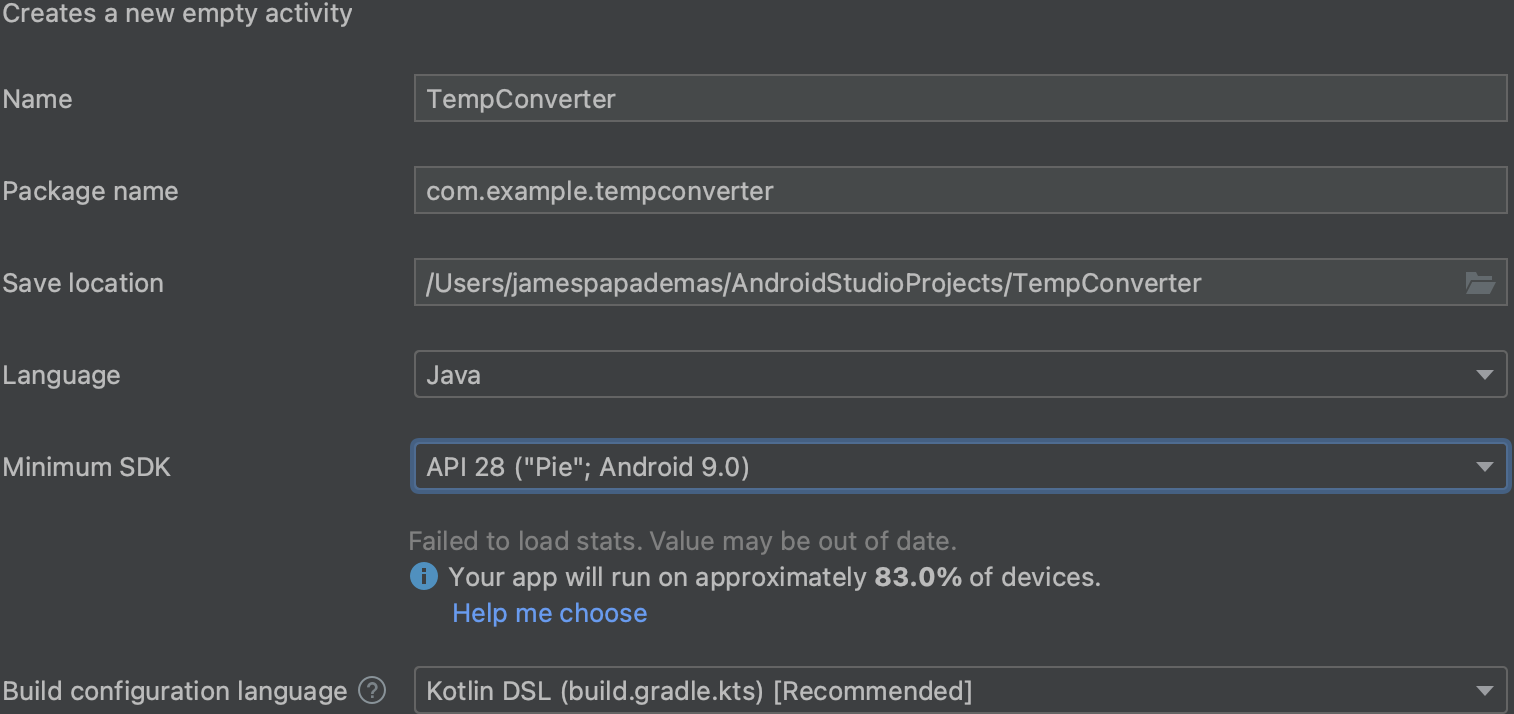 Creates a new empty activity
Name
TempConverter
Package name
com.example.tempconverter
Save location
/Users/jamespapademas/AndroidStudioProjects/TempConverter
Language
Java
Minimum SDK
API 28 ("Pie"; Android 9.0)
Failed to load stats. Value may be out of date.
i Your app will run on approximately 83.0% of devices.
Help me choose
Build configuration language ?
Kotlin DSL (build.gradle.kts) [Recommended]